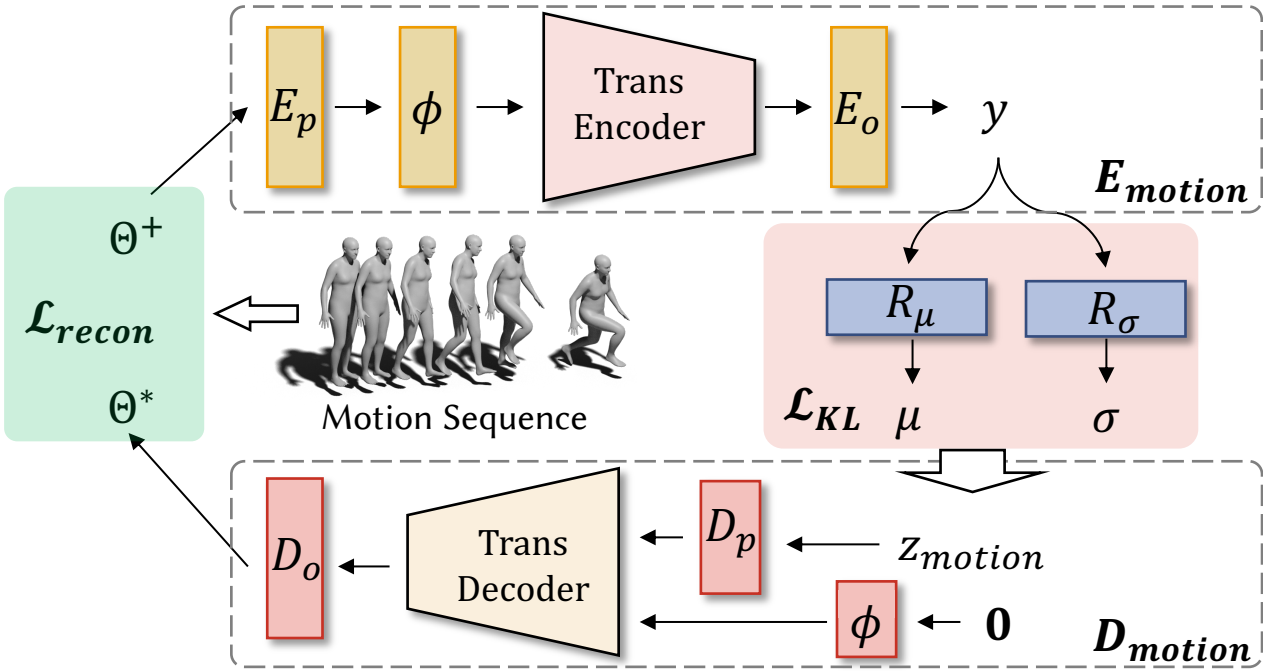 E_p
ϕ
Trans
Encoder
E_o
y
E_motion
Θ⁺
ℒ_recon
Θ*
Motion Sequence
R_μ
R_σ
ℒ_KL
μ
σ
D_o
Trans
Decoder
D_p
z_motion
ϕ
0
D_motion